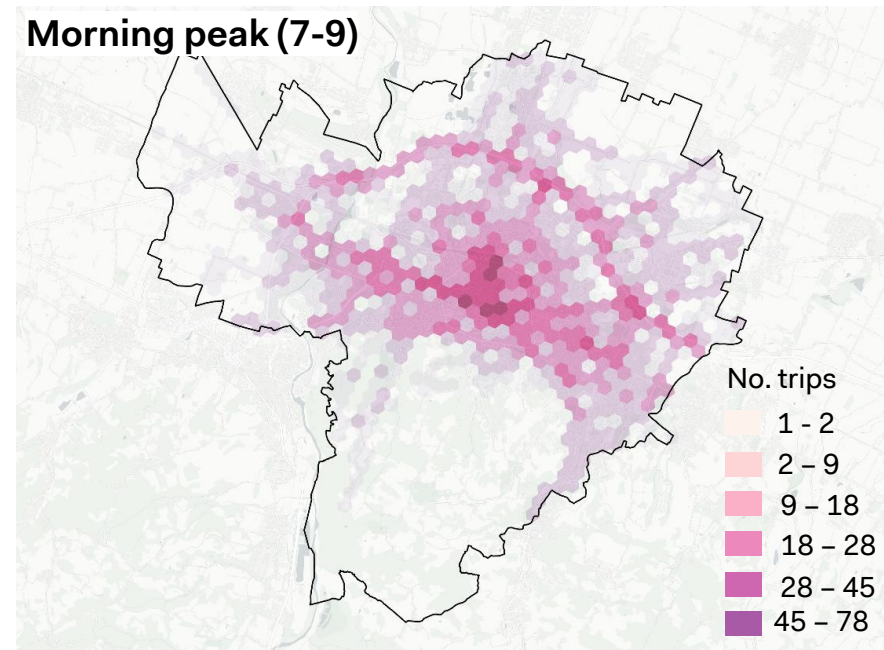 Morning peak (7-9)
No. trips
1 - 2
2 – 9
9 – 18
18 – 28
28 – 45
45 – 78